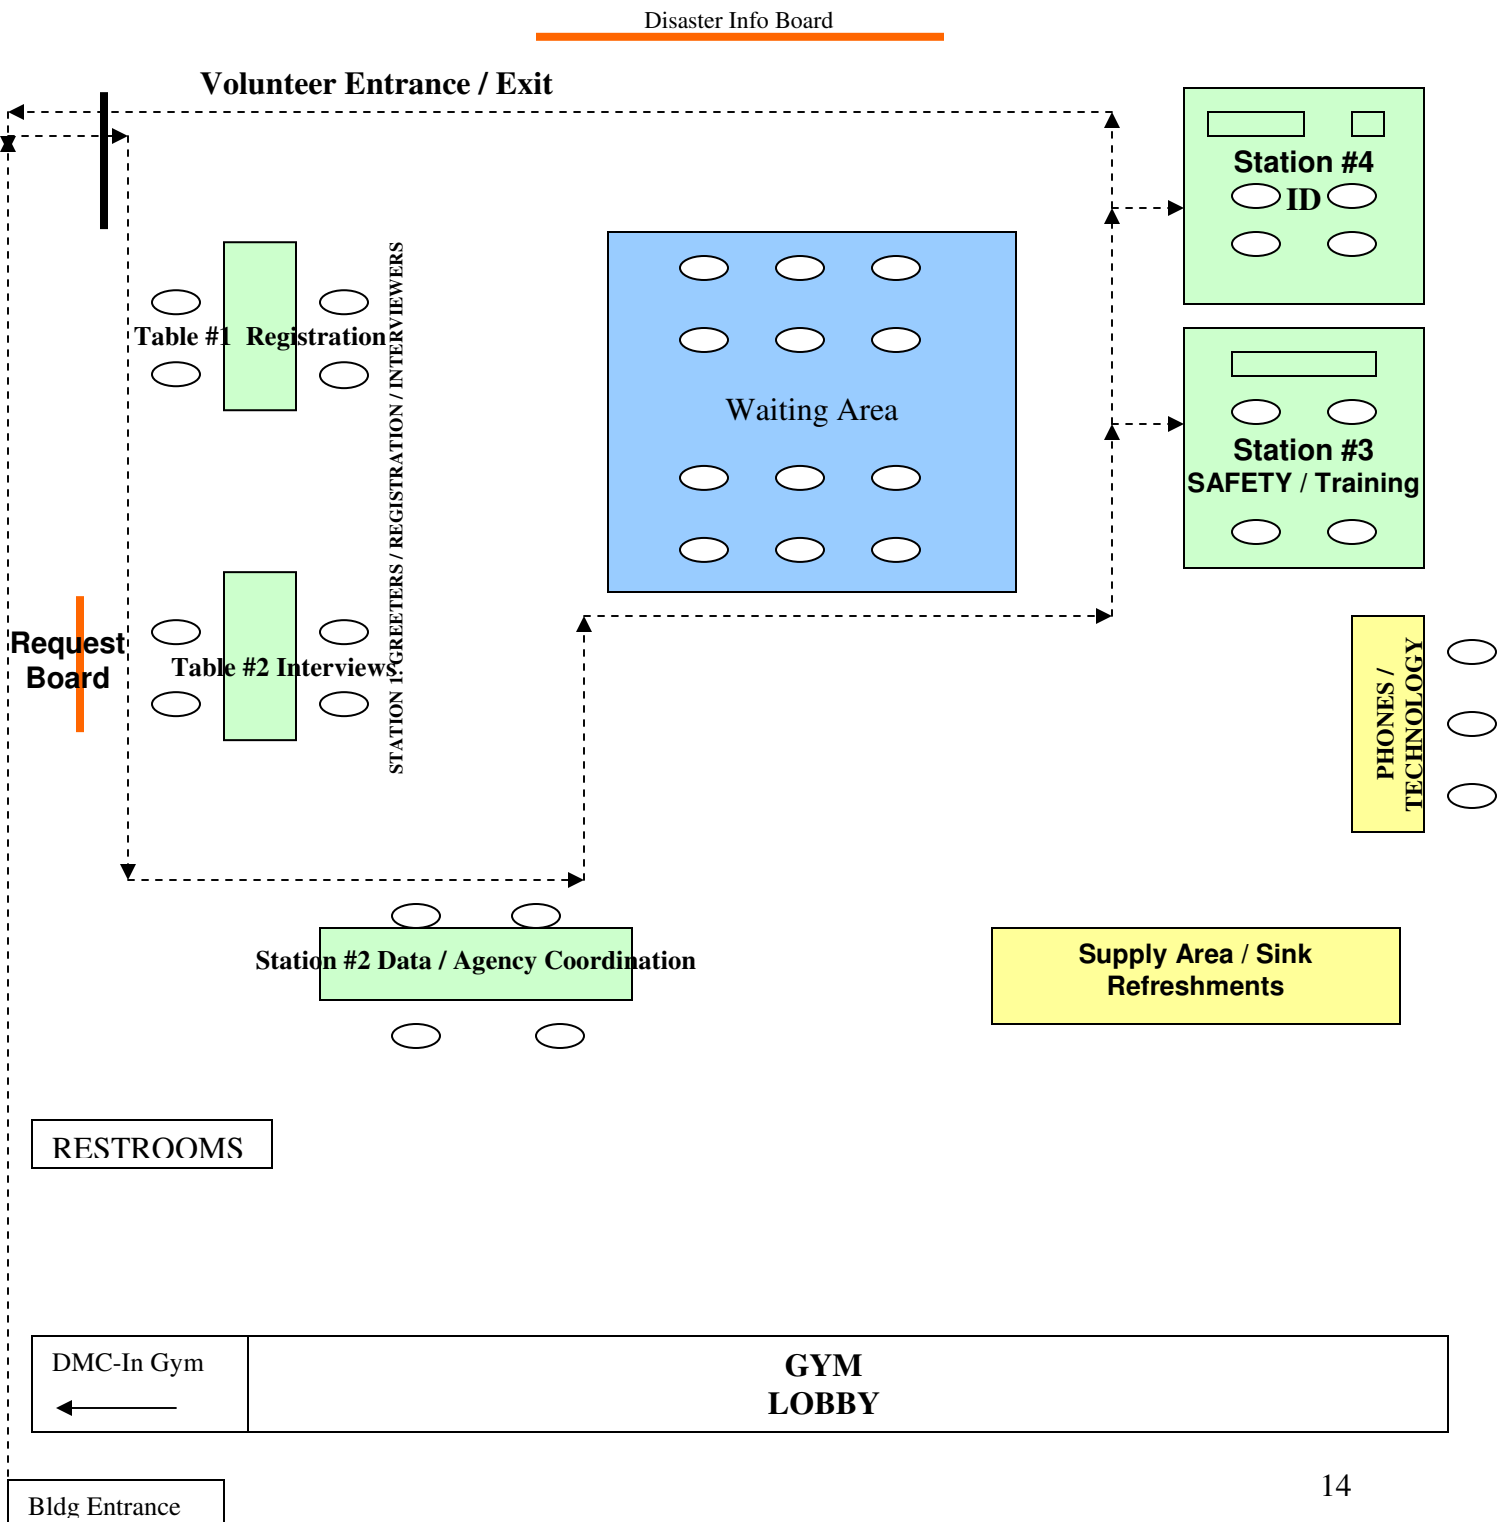 Disaster Info Board
Volunteer Entrance / Exit
Station #4
ID
Table #1  Registration
STATION 1: GREETERS / REGISTRATION / INTERVIEWERS
Waiting Area
Station #3
SAFETY / Training
Request
Board
Table #2 Interviews
PHONES /
TECHNOLOGY
Station #2 Data / Agency Coordination
Supply Area / Sink
Refreshments
RESTROOMS
DMC-In Gym
GYM
LOBBY
14
Bldg Entrance